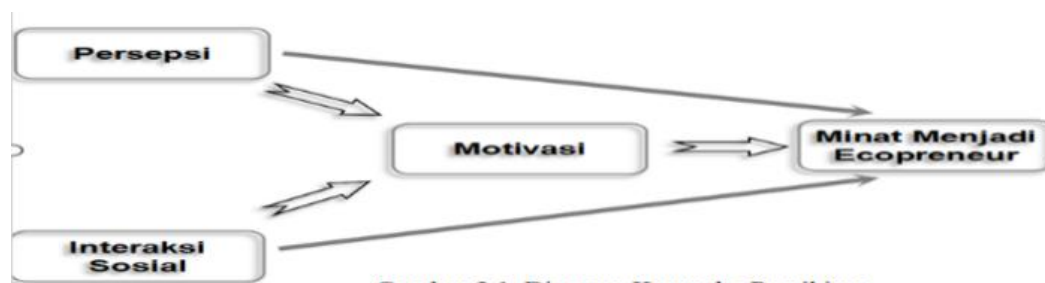 Persepsi
Motivasi
Minat Menjadi
Ecopreneur
Interaksi
Sosial